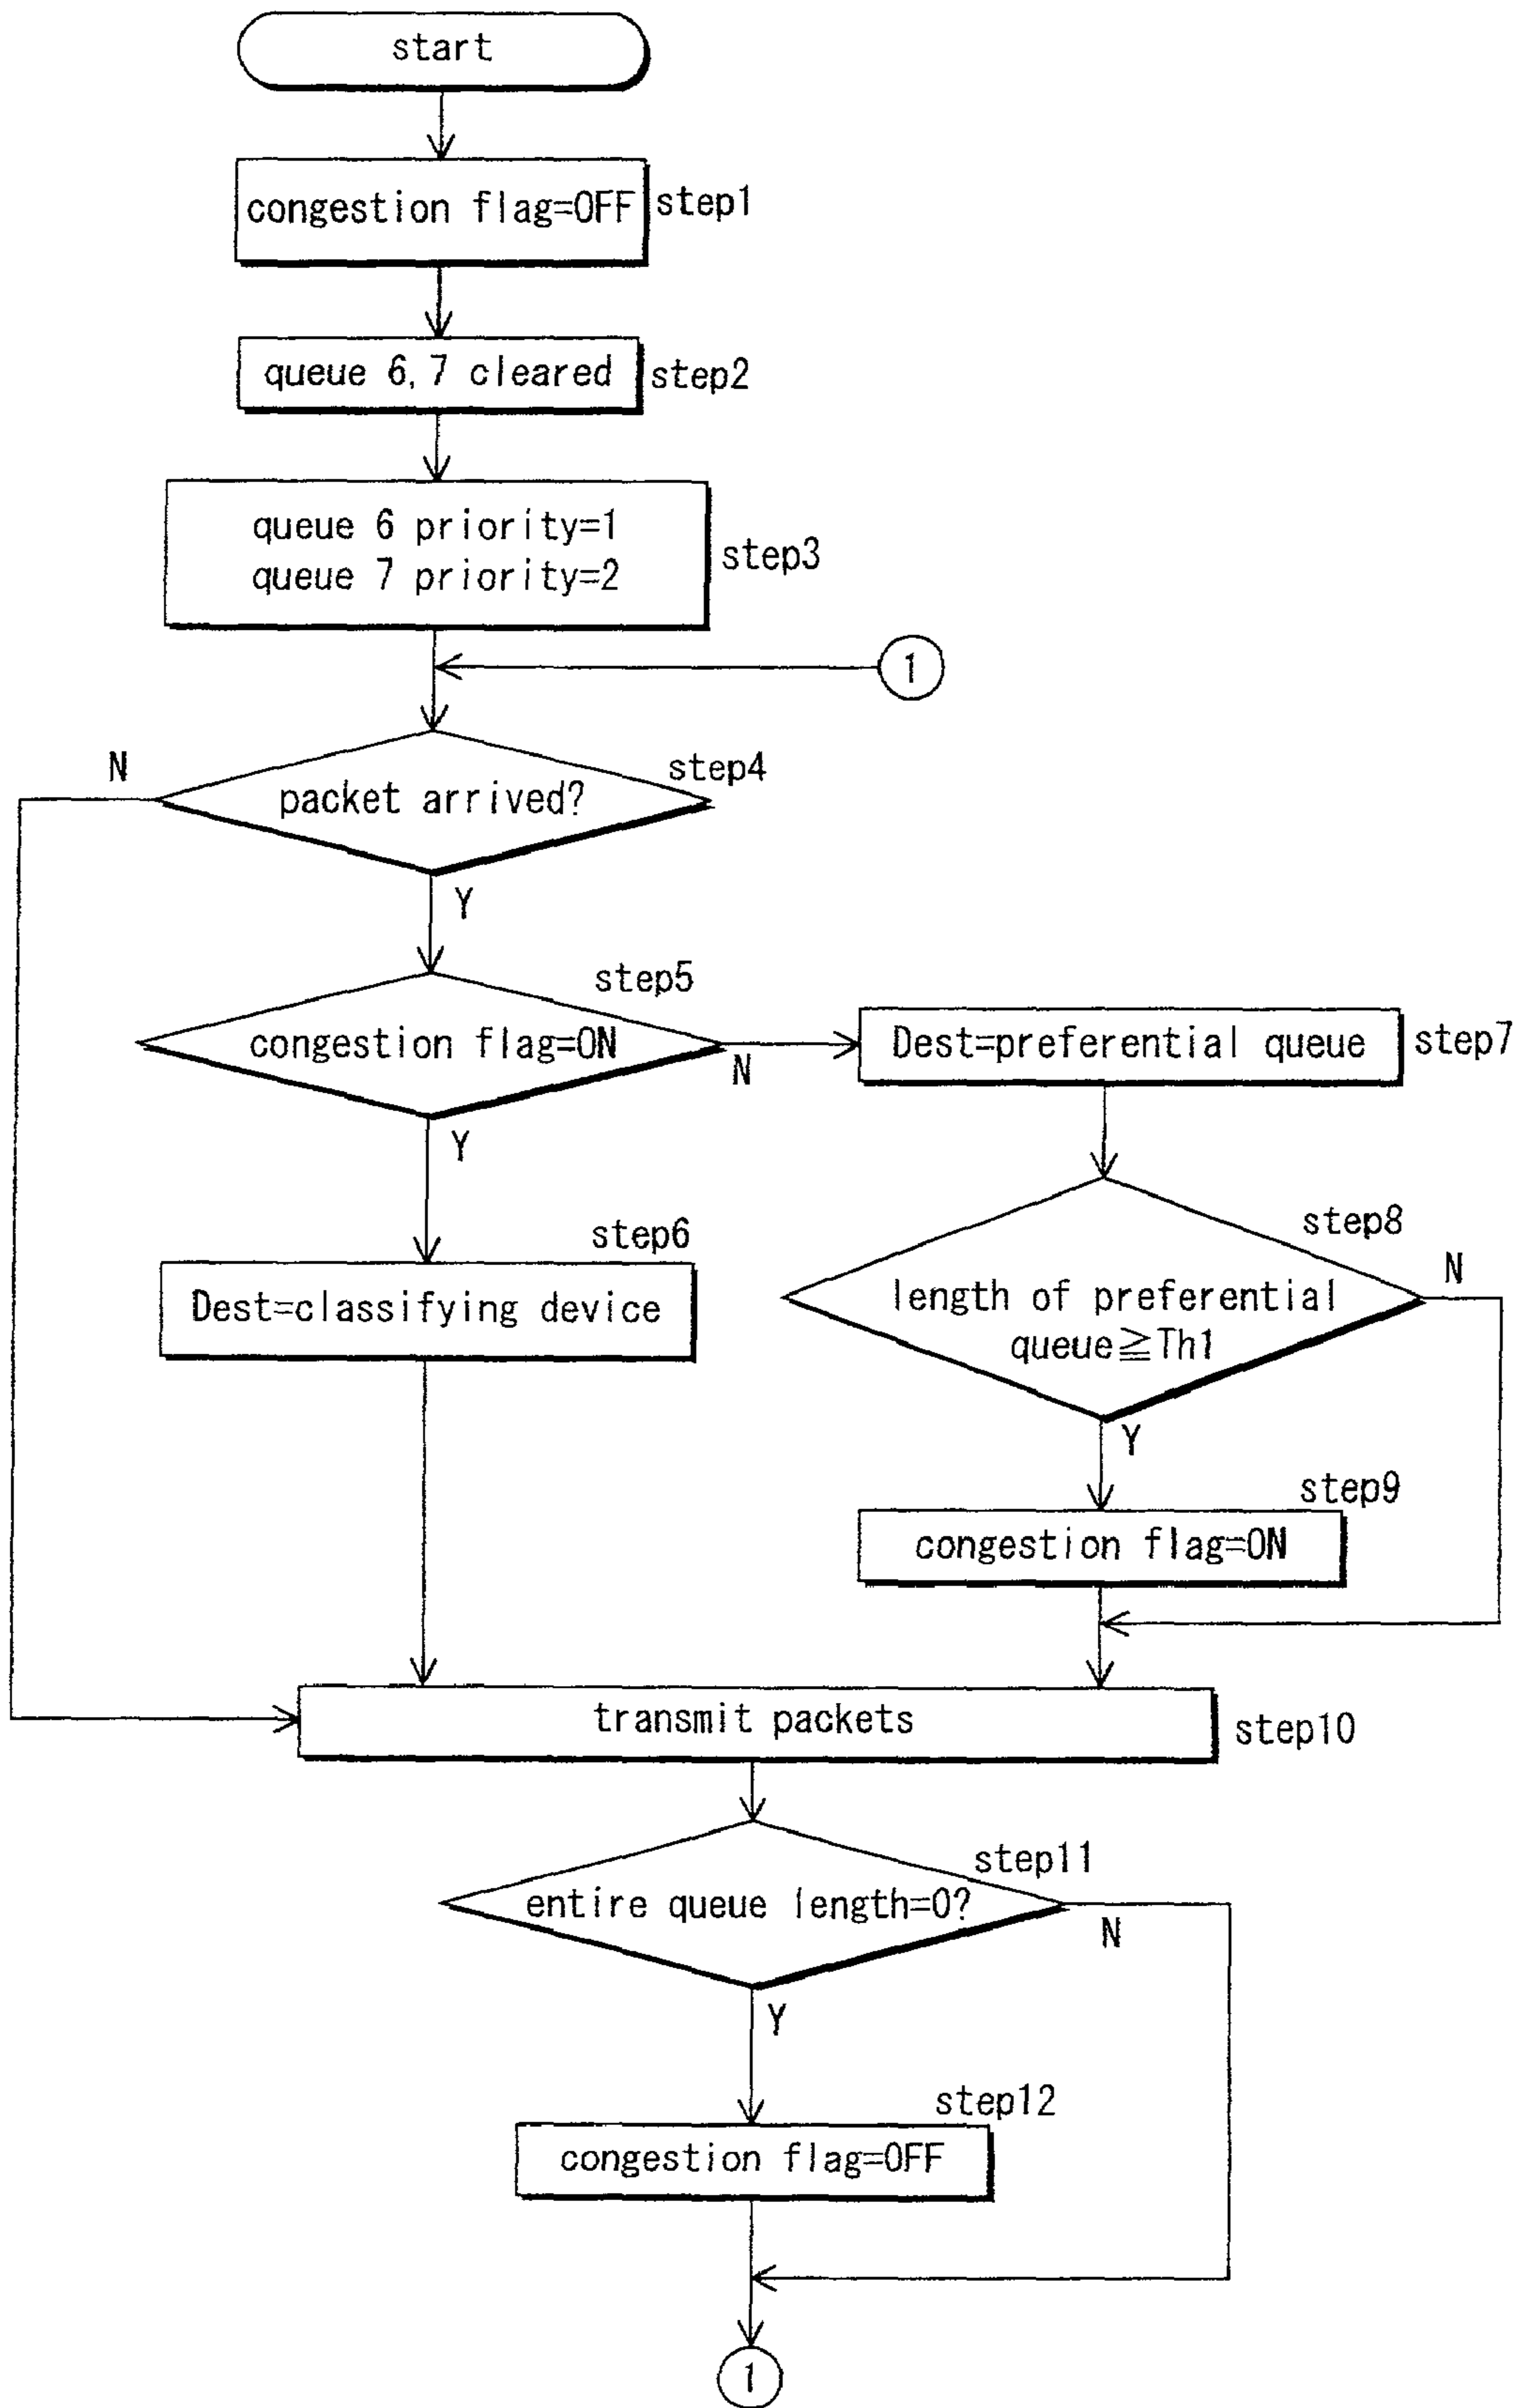 start
congestion flag=OFF
step1
queue 6,7 cleared
step2
queue 6 priority=1
queue 7 priority=2
step3
1
N
step4
packet arrived?
Y
step5
congestion flag=ON
N
Dest=preferential queue
step7
Y
step6
Dest=classifying device
step8
N
length of preferential
queue≧Th1
Y
step9
congestion flag=ON
transmit packets
step10
step11
entire queue length=0?
N
Y
step12
congestion flag=OFF
1